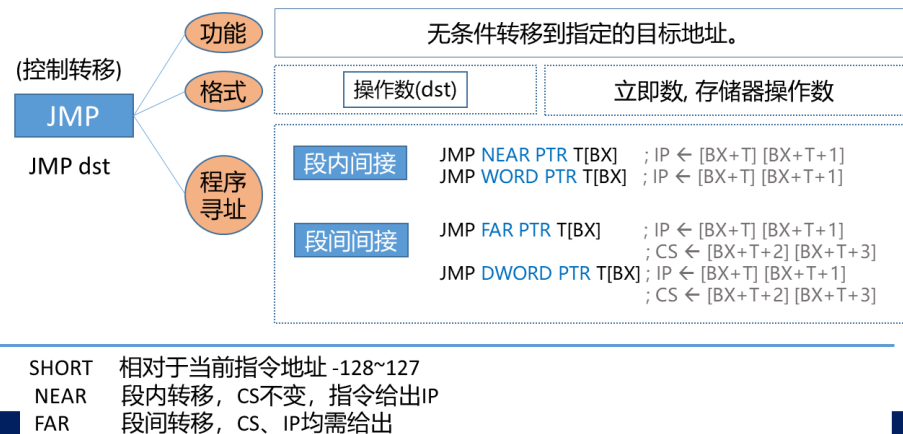 功能
无条件转移到指定的目标地址。
(控制转移)
格式
操作数(dst)
立即数, 存储器操作数
JMP
JMP dst
程序
寻址
段内间接
JMP NEAR PTR T[BX] ; IP ← [BX+T] [BX+T+1]
JMP WORD PTR T[BX] ; IP ← [BX+T] [BX+T+1]
段间间接
JMP FAR PTR T[BX] ; IP ← [BX+T] [BX+T+1]
; CS ← [BX+T+2] [BX+T+3]
JMP DWORD PTR T[BX] ; IP ← [BX+T] [BX+T+1]
; CS ← [BX+T+2] [BX+T+3]
SHORT 相对于当前指令地址 -128~127
NEAR 段内转移，CS不变，指令给出IP
FAR 段间转移，CS、IP均需给出